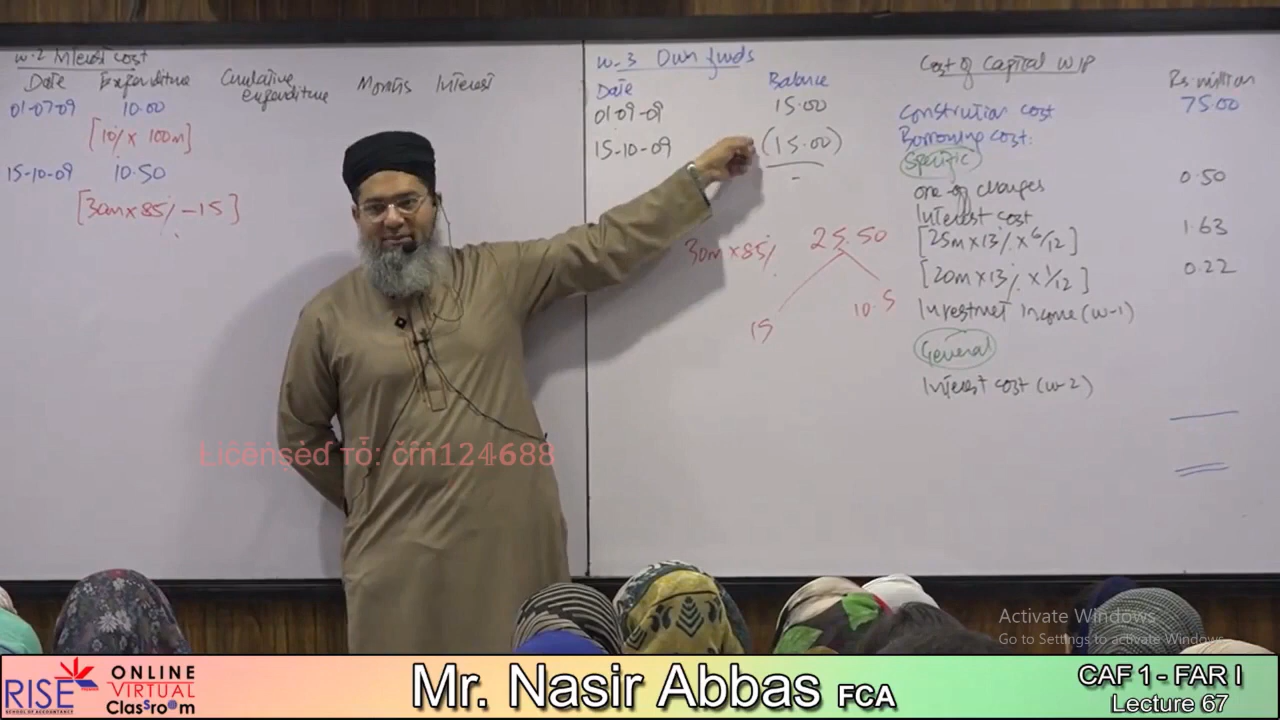 w-2 Interest cost
Date Expenditure Cumulative expenditure Months Interest
01-07-09 10.00
[10% x 100m]
15-10-09 10.50
[30m x 85% - 15]
w-3 Own funds
Date Balance
01-09-09 15.00
15-10-09 (15.00)
-
30m x 85% 25.50
15 10.5
Cost of Capital WIP
Rs. million
Construction cost 75.00
Borrowing cost:
Specific
one off charges 0.50
Interest cost
[25m x 13% x 6/12] 1.63
[20m x 13% x 1/12] 0.22
Investment income (w-1)
General
Interest cost (w-2)
Licensed To: crn124688
Activate Windows
Go to Settings to activate Windows.
RISE
SCHOOL OF ACCOUNTANCY
ONLINE
VIRTUAL
ClasSro@m
Mr. Nasir Abbas FCA
CAF 1 - FAR I
Lecture 67